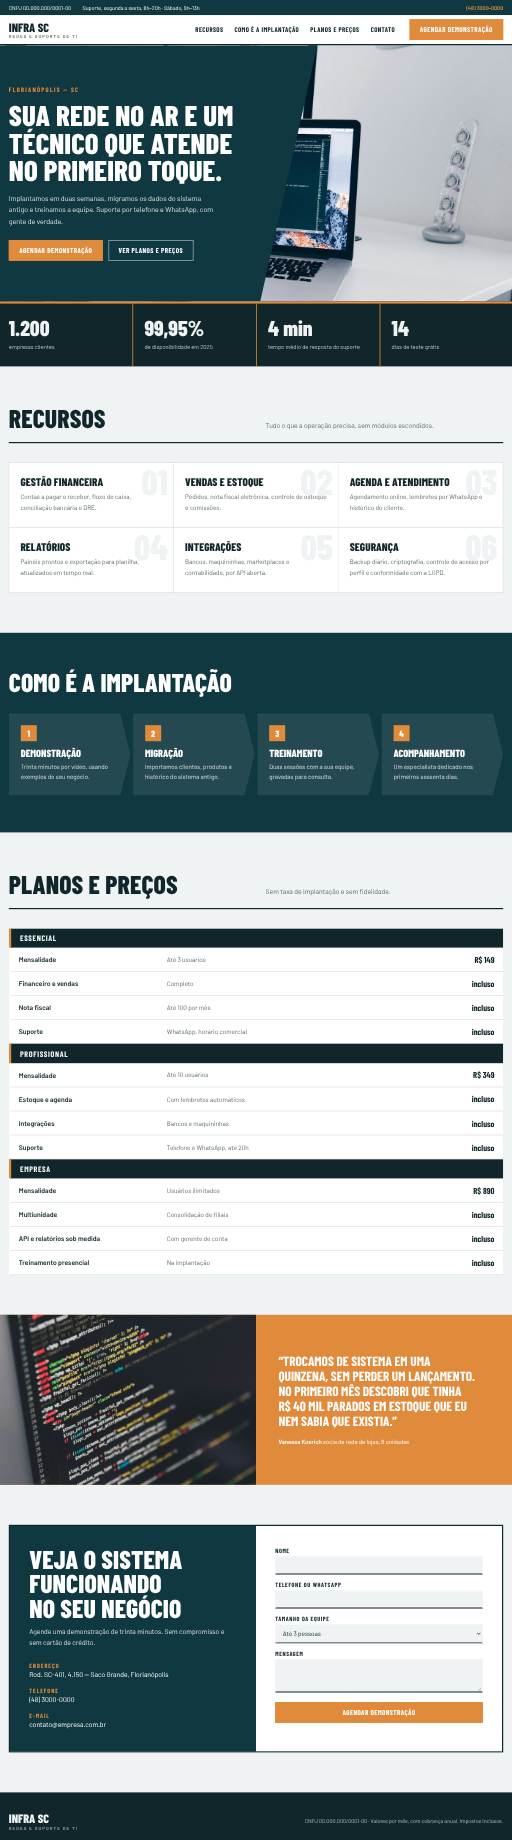 CNPJ 00.000.000/0001-00 Suporte, segunda a sexta, 8h–20h · Sábado, 9h–13h (48) 3000-0000
INFRA SC
REDES & SUPORTE DE TI
RECURSOS COMO É A IMPLANTAÇÃO PLANOS E PREÇOS CONTATO AGENDAR DEMONSTRAÇÃO
FLORIANÓPOLIS — SC
SUA REDE NO AR E UM
TÉCNICO QUE ATENDE
NO PRIMEIRO TOQUE.
Implantamos em duas semanas, migramos os dados do sistema
antigo e treinamos a equipe. Suporte por telefone e WhatsApp, com
gente de verdade.
AGENDAR DEMONSTRAÇÃO VER PLANOS E PREÇOS
1.200 99,95% 4 min 14
empresas clientes de disponibilidade em 2025 tempo médio de resposta do suporte dias de teste grátis
RECURSOS
Tudo o que a operação precisa, sem módulos escondidos.
01
GESTÃO FINANCEIRA
Contas a pagar e receber, fluxo de caixa,
conciliação bancária e DRE.
02
VENDAS E ESTOQUE
Pedidos, nota fiscal eletrônica, controle de estoque
e comissões.
03
AGENDA E ATENDIMENTO
Agendamento online, lembretes por WhatsApp e
histórico do cliente.
04
RELATÓRIOS
Painéis prontos e exportação para planilha,
atualizados em tempo real.
05
INTEGRAÇÕES
Bancos, maquininhas, marketplaces e
contabilidade, por API aberta.
06
SEGURANÇA
Backup diário, criptografia, controle de acesso por
perfil e conformidade com a LGPD.
COMO É A IMPLANTAÇÃO
1
DEMONSTRAÇÃO
Trinta minutos por vídeo, usando
exemplos do seu negócio.
2
MIGRAÇÃO
Importamos clientes, produtos e
histórico do sistema antigo.
3
TREINAMENTO
Duas sessões com a sua equipe,
gravadas para consulta.
4
ACOMPANHAMENTO
Um especialista dedicado nos
primeiros sessenta dias.
PLANOS E PREÇOS
Sem taxa de implantação e sem fidelidade.
ESSENCIAL
Mensalidade Até 3 usuários R$ 149
Financeiro e vendas Completo incluso
Nota fiscal Até 100 por mês incluso
Suporte WhatsApp, horário comercial incluso
PROFISSIONAL
Mensalidade Até 10 usuários R$ 349
Estoque e agenda Com lembretes automáticos incluso
Integrações Bancos e maquininhas incluso
Suporte Telefone e WhatsApp, até 20h incluso
EMPRESA
Mensalidade Usuários ilimitados R$ 890
Multiunidade Consolidação de filiais incluso
API e relatórios sob medida Com gerente de conta incluso
Treinamento presencial Na implantação incluso
“TROCAMOS DE SISTEMA EM UMA
QUINZENA, SEM PERDER UM LANÇAMENTO.
NO PRIMEIRO MÊS DESCOBRI QUE TINHA
R$ 40 MIL PARADOS EM ESTOQUE QUE EU
NEM SABIA QUE EXISTIA.”
Vanessa Koerich sócia de rede de lojas, 8 unidades
VEJA O SISTEMA
FUNCIONANDO
NO SEU NEGÓCIO
Agende uma demonstração de trinta minutos. Sem compromisso e
sem cartão de crédito.
ENDEREÇO
Rod. SC-401, 4.150 — Saco Grande, Florianópolis
TELEFONE
(48) 3000-0000
E-MAIL
contato@empresa.com.br
NOME
TELEFONE OU WHATSAPP
TAMANHO DA EQUIPE
Até 3 pessoas
MENSAGEM
AGENDAR DEMONSTRAÇÃO
INFRA SC
REDES & SUPORTE DE TI
CNPJ 00.000.000/0001-00 · Valores por mês, com cobrança anual. Impostos inclusos.